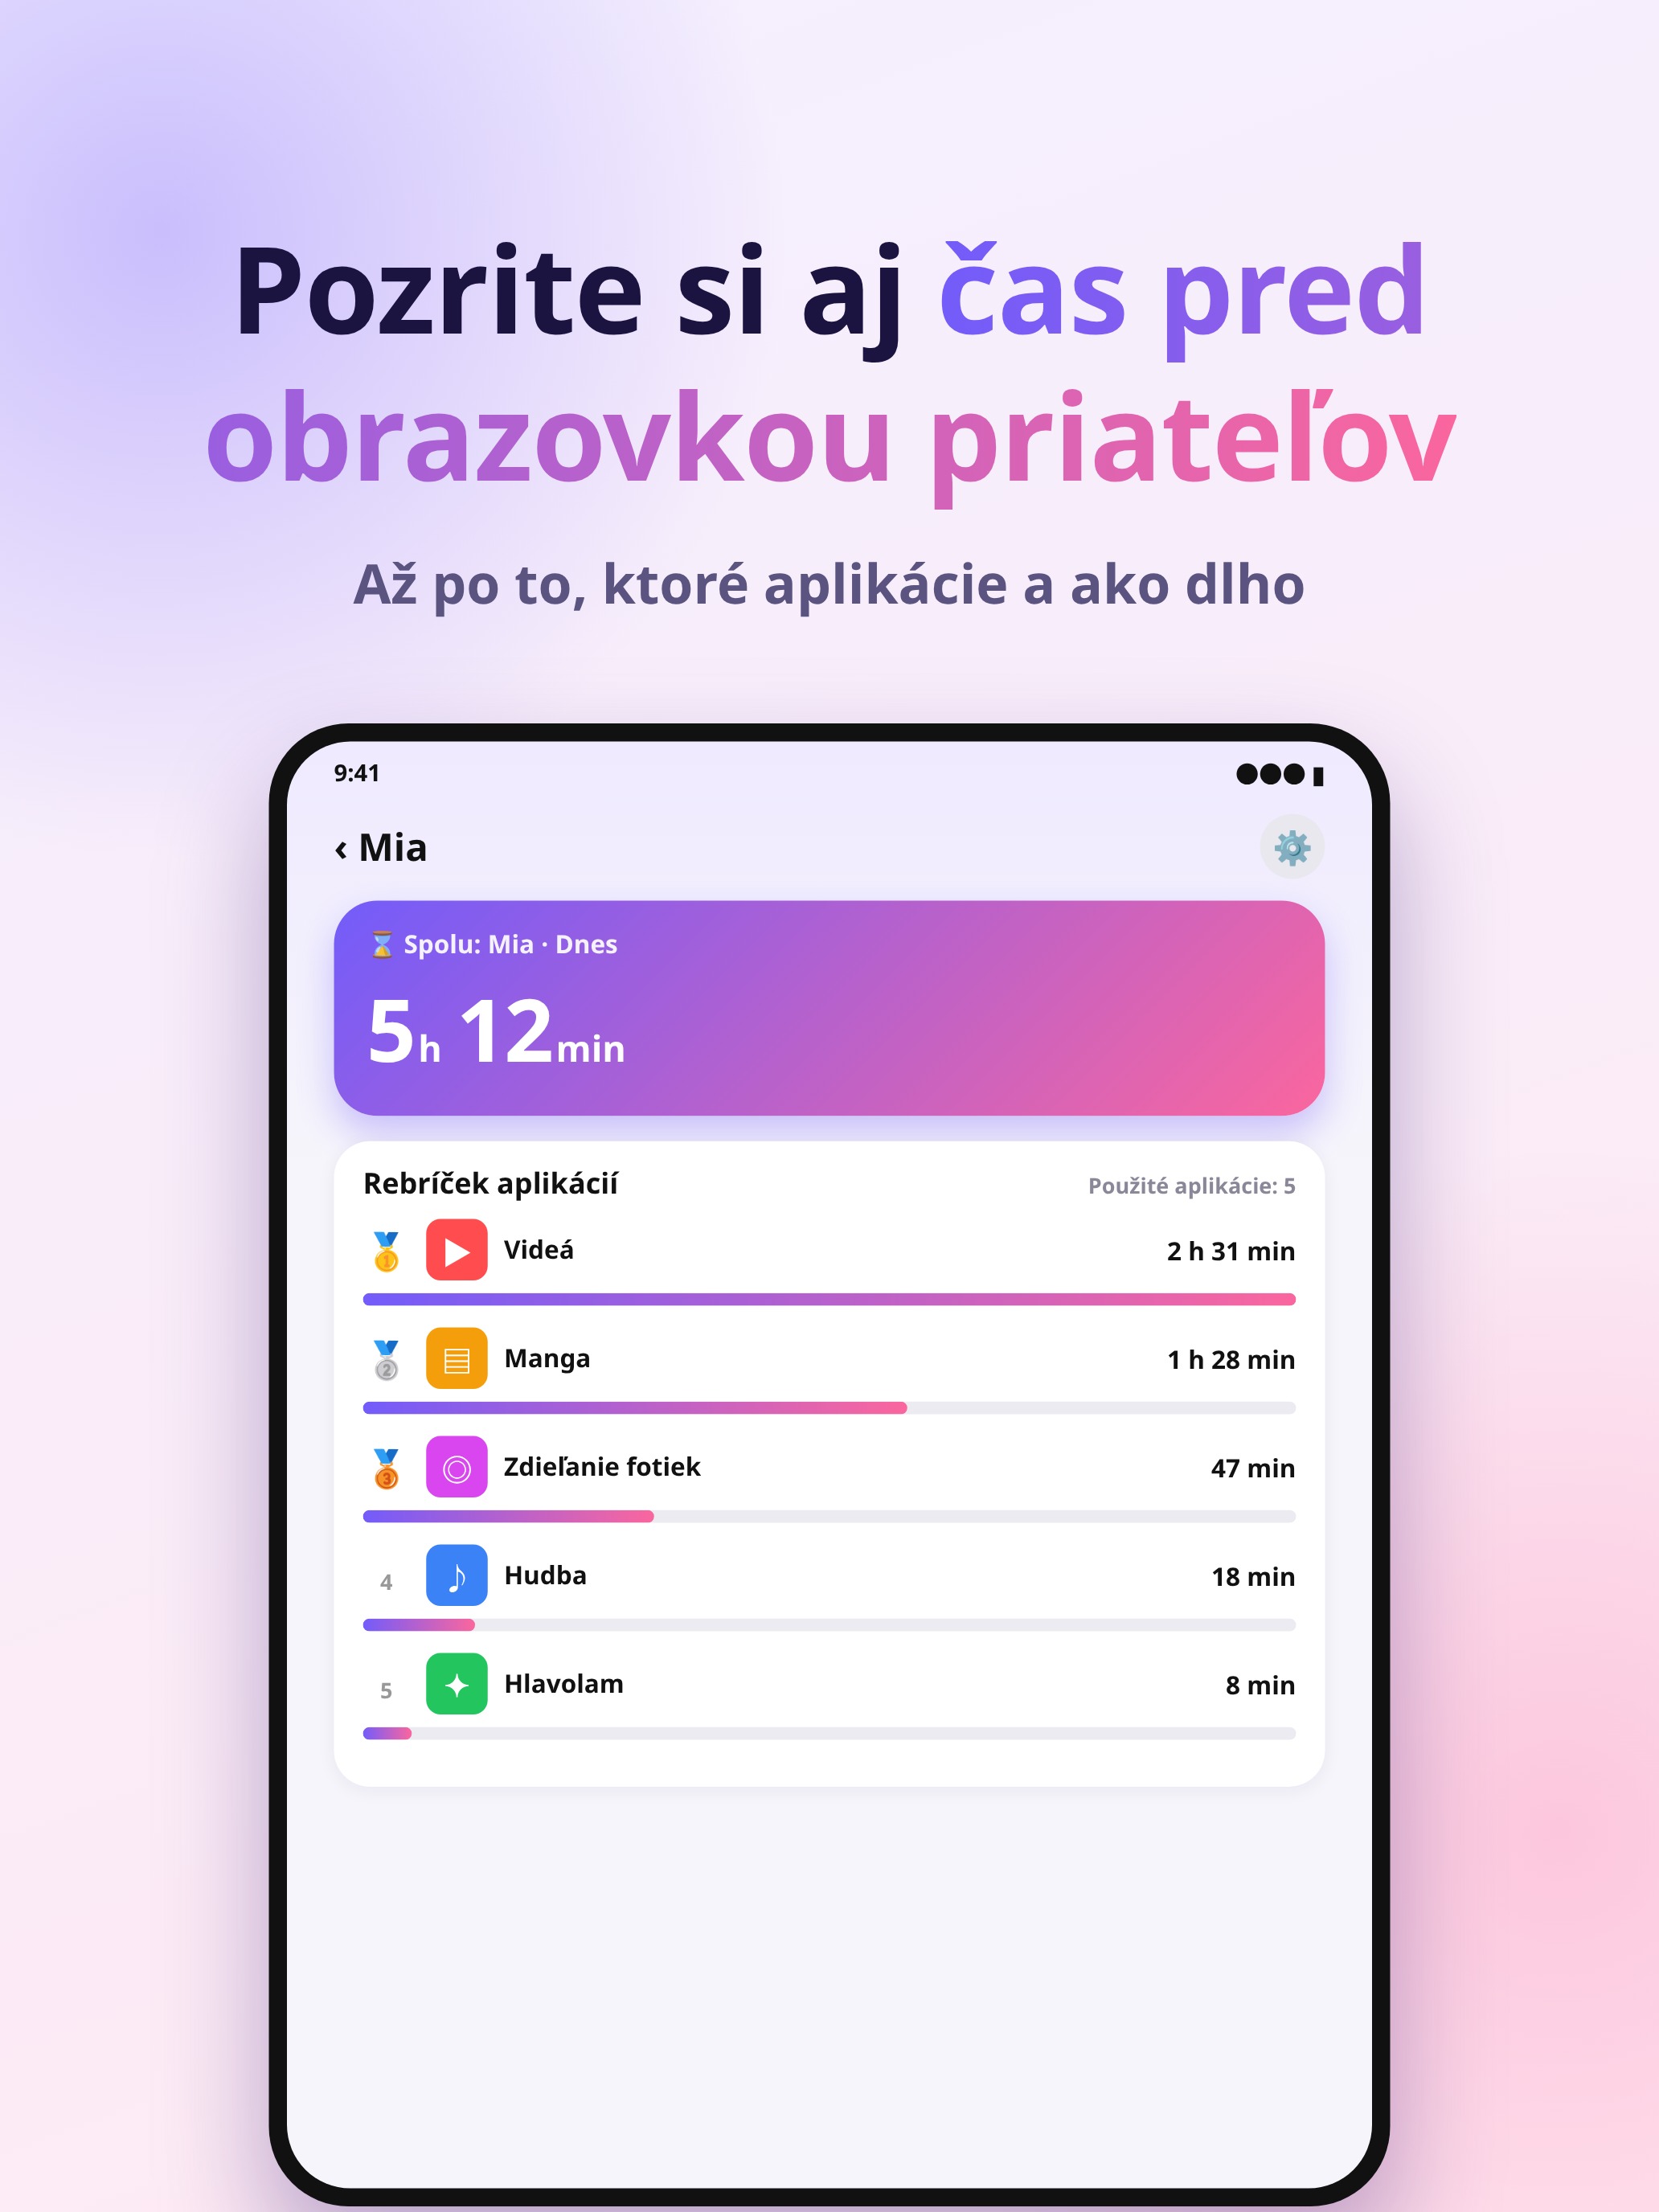 Pozrite si aj čas pred
obrazovkou priateľov
Až po to, ktoré aplikácie a ako dlho
9:41
‹ Mia
⌛ Spolu: Mia · Dnes
5h 12min
Rebríček aplikácií
Použité aplikácie: 5
🥇 Videá 2 h 31 min
🥈 Manga 1 h 28 min
🥉 Zdieľanie fotiek 47 min
4 Hudba 18 min
5 Hlavolam 8 min